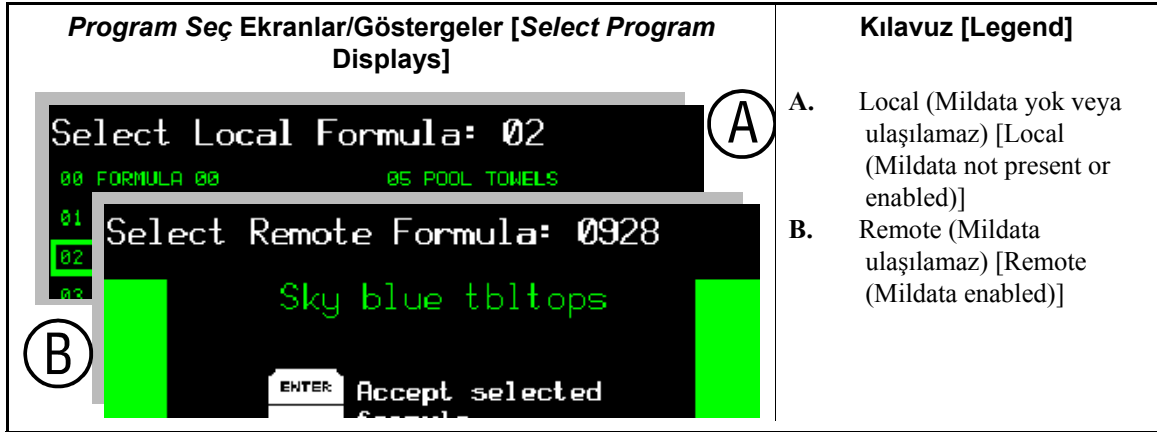 Program Seç Ekranlar/Göstergeler [Select Program
Displays]
Kılavuz [Legend]
A
Select Local Formula: 02
00 FORMULA 00 05 POOL TOWELS
01
02
03
B
Select Remote Formula: 0928
Sky blue tbltops
ENTER Accept selected
A. Local (Mildata yok veya
ulaşılamaz) [Local
(Mildata not present or
enabled)]
B. Remote (Mildata
ulaşılamaz) [Remote
(Mildata enabled)]